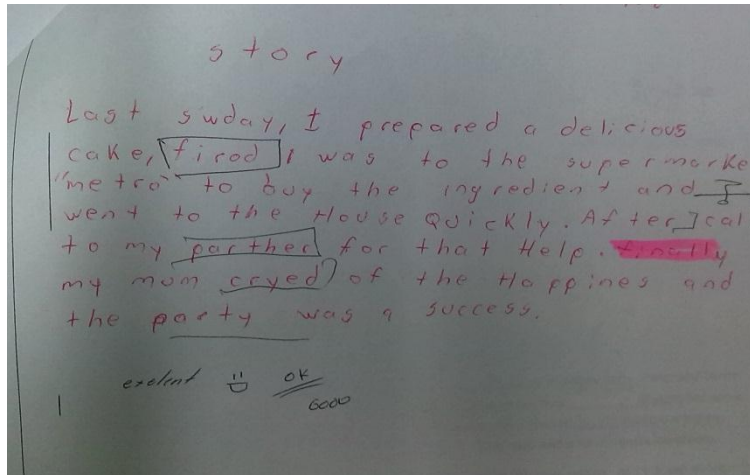 story
Last sunday, I prepared a delicious
cake, firod I was to the supermarke
"metro" to buy the ingredient and I
went to the House Quickly. After I cal
to my parther for that Help. finally
my mum cryed of the Happines and
the party was a success.
exelent OK
6000